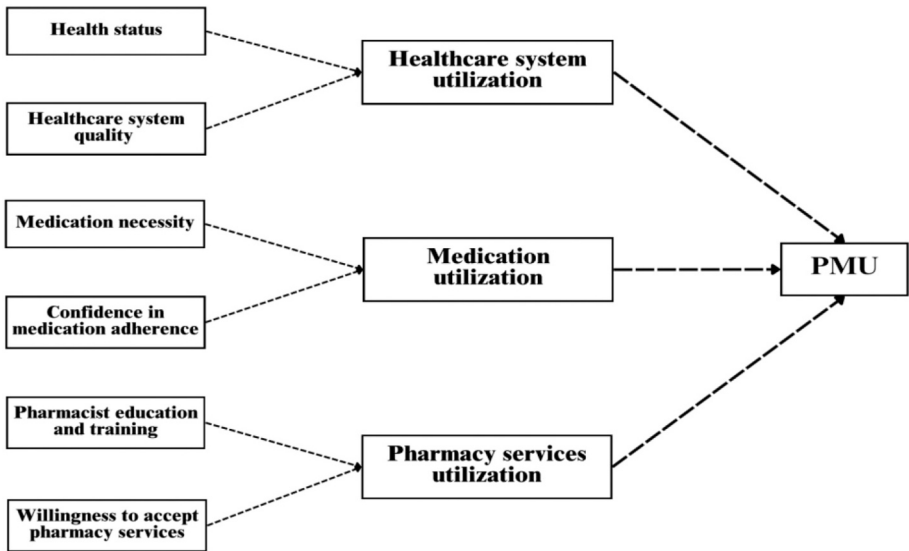 Health status
Healthcare system
quality
Healthcare system
utilization
Medication necessity
Confidence in
medication adherence
Medication
utilization
Pharmacist education
and training
Willingness to accept
pharmacy services
Pharmacy services
utilization
PMU